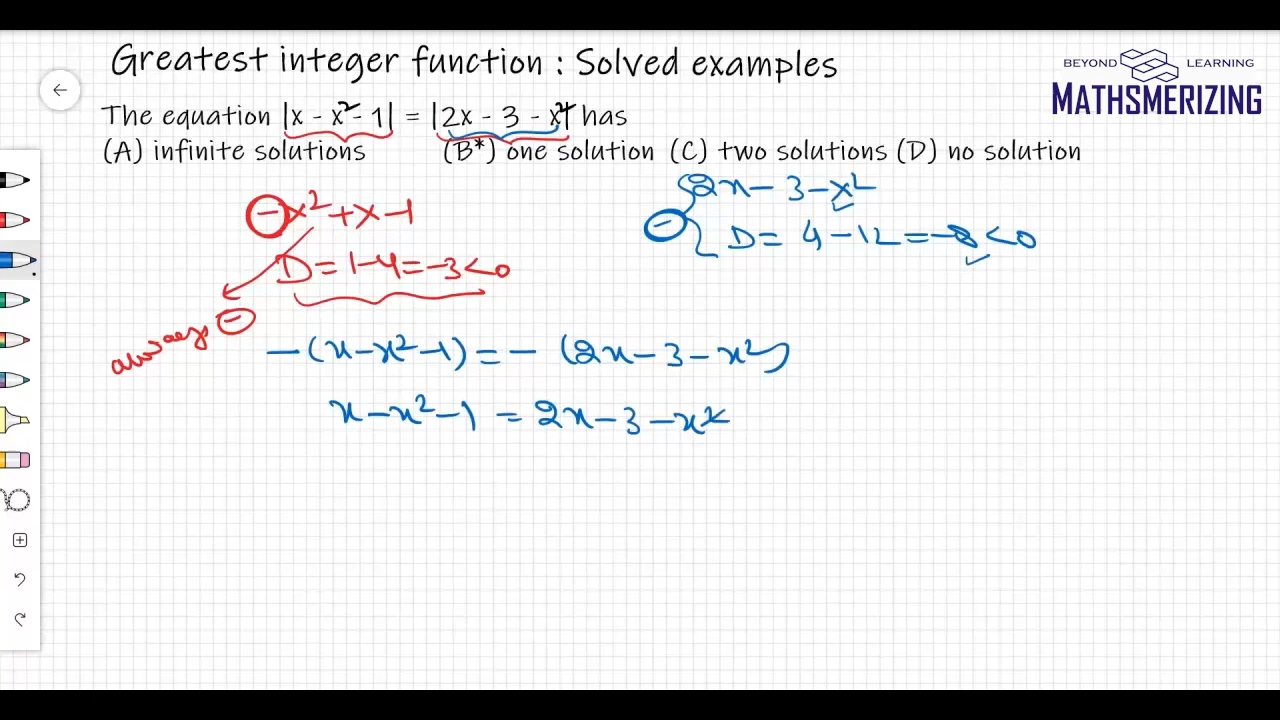 Greatest integer function : Solved examples
BEYOND LEARNING
MATHSMERIZING
The equation |x - x² - 1| = |2x - 3 - x²| has
(A) infinite solutions (B*) one solution (C) two solutions (D) no solution
-x² + x - 1
D = 1 - 4 = -3 < 0
always -
2x - 3 - x²
-
D = 4 - 12 = -8 < 0
-(x - x² - 1) = -(2x - 3 - x²)
x - x² - 1 = 2x - 3 - x²